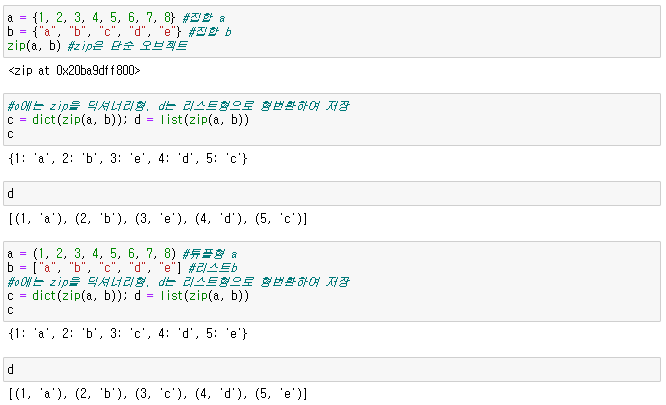 a = {1, 2, 3, 4, 5, 6, 7, 8} #집합 a
b = {"a", "b", "c", "d", "e"} #집합 b
zip(a, b) #zip은 단순 오브젝트
<zip at 0x20ba9dff800>
#c에는 zip을 딕셔너리형, d는 리스트형으로 형변환하여 저장
c = dict(zip(a, b)); d = list(zip(a, b))
c
{1: 'a', 2: 'b', 3: 'e', 4: 'd', 5: 'c'}
d
[(1, 'a'), (2, 'b'), (3, 'e'), (4, 'd'), (5, 'c')]
a = (1, 2, 3, 4, 5, 6, 7, 8) #튜플형 a
b = ["a", "b", "c", "d", "e"] #리스트b
#c에는 zip을 딕셔너리형, d는 리스트형으로 형변환하여 저장
c = dict(zip(a, b)); d = list(zip(a, b))
c
{1: 'a', 2: 'b', 3: 'c', 4: 'd', 5: 'e'}
d
[(1, 'a'), (2, 'b'), (3, 'c'), (4, 'd'), (5, 'e')]